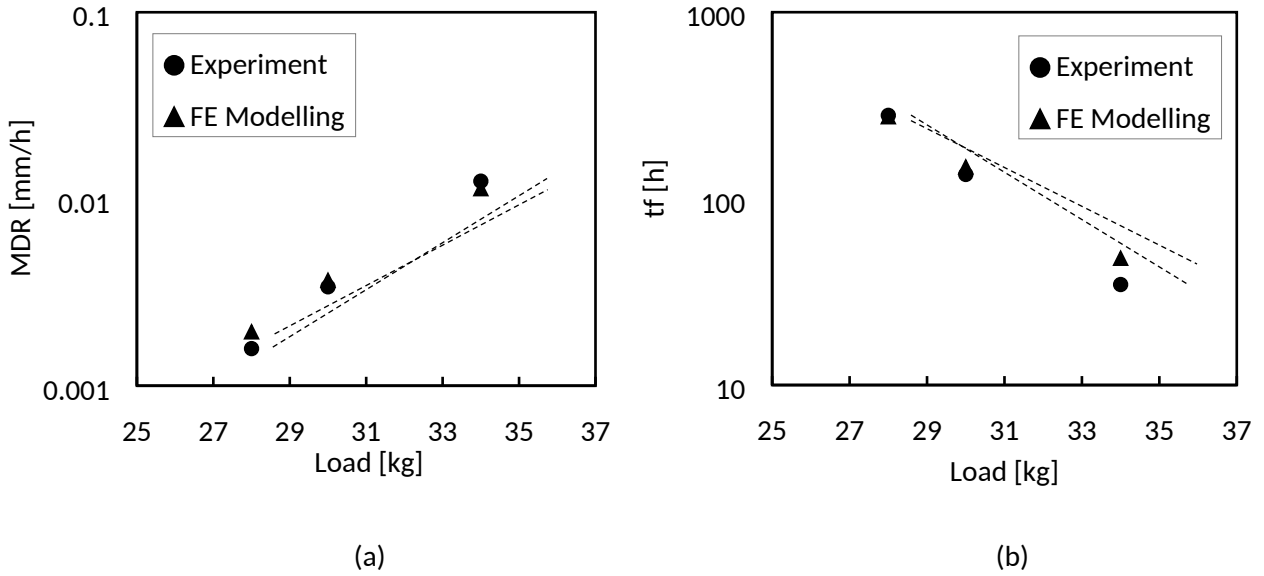 0.1
0.01
0.001
MDR [mm/h]
Experiment
FE Modelling
25 27 29 31 33 35 37
Load [kg]
(a)
1000
100
10
tf [h]
Experiment
FE Modelling
25 27 29 31 33 35 37
Load [kg]
(b)